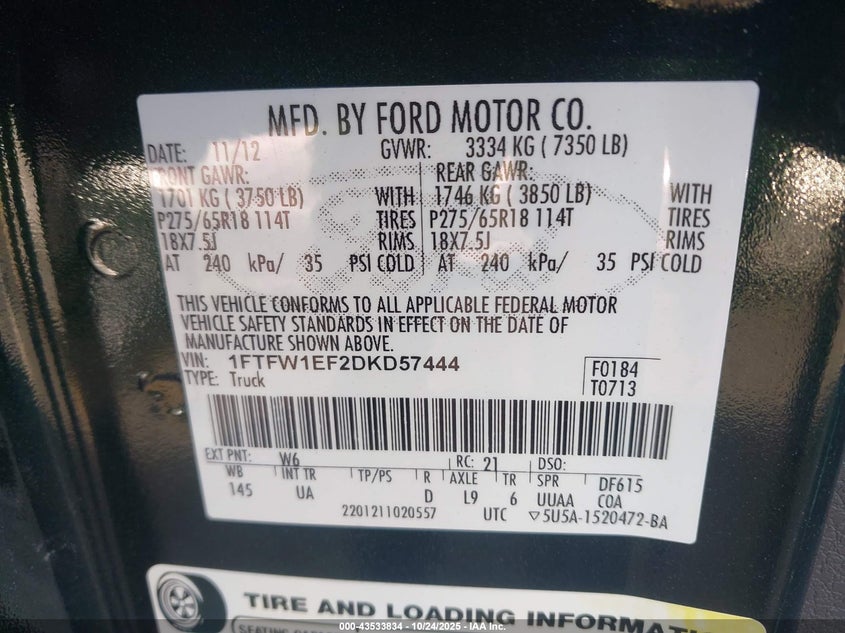 MFD. BY FORD MOTOR CO.
DATE: 11/12 GVWR: 3334 KG ( 7350 LB)
FRONT GAWR: REAR GAWR:
1701 KG ( 3750 LB) WITH 1746 KG ( 3850 LB) WITH
P275/65R18 114T TIRES P275/65R18 114T TIRES
18X7.5J RIMS 18X7.5J RIMS
AT 240 kPa/ 35 PSI COLD AT 240 kPa/ 35 PSI COLD
THIS VEHICLE CONFORMS TO ALL APPLICABLE FEDERAL MOTOR
VEHICLE SAFETY STANDARDS IN EFFECT ON THE DATE OF
MANUFACTURE SHOWN ABOVE.
VIN: 1FTFW1EF2DKD57444 F0184
TYPE: Truck T0713
EXT PNT: W6 RC: 21 DSO:
WB INT TR TP/PS R AXLE TR SPR DF615
145 UA D L9 6 UUAA COA
2201211020557 UTC ▽5U5A-1520472-BA
TIRE AND LOADING INFORMATION
000-43533834 - 10/24/2025 - IAA Inc.